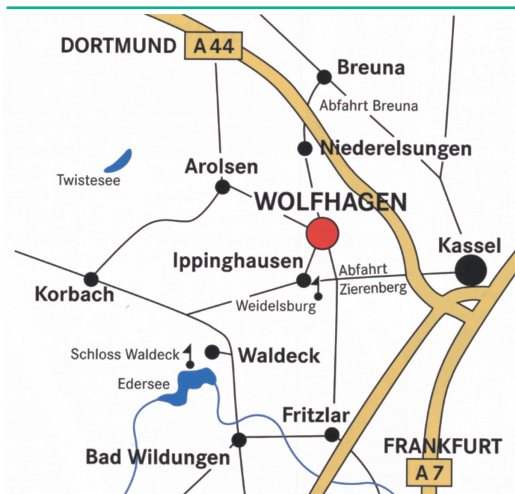 DORTMUND A 44
Breuna
Abfahrt Breuna
Niederelsungen
Arolsen
Twistesee
WOLFHAGEN
Kassel
Ippinghausen
Abfahrt
Zierenberg
Korbach
Weidelsburg
Schloss Waldeck
Waldeck
Edersee
Fritzlar
Bad Wildungen
FRANKFURT
A 7